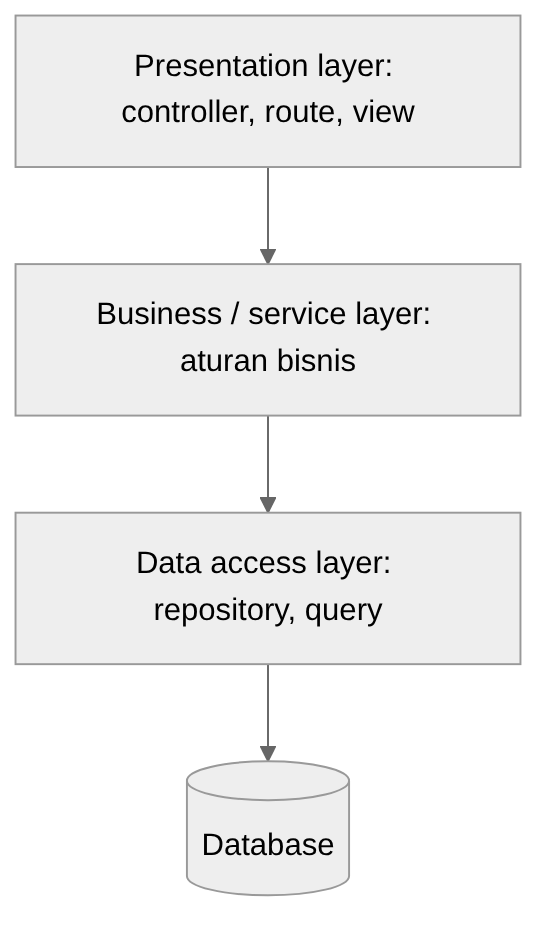 Presentation layer:
controller, route, view
Business / service layer:
aturan bisnis
Data access layer:
repository, query
Database